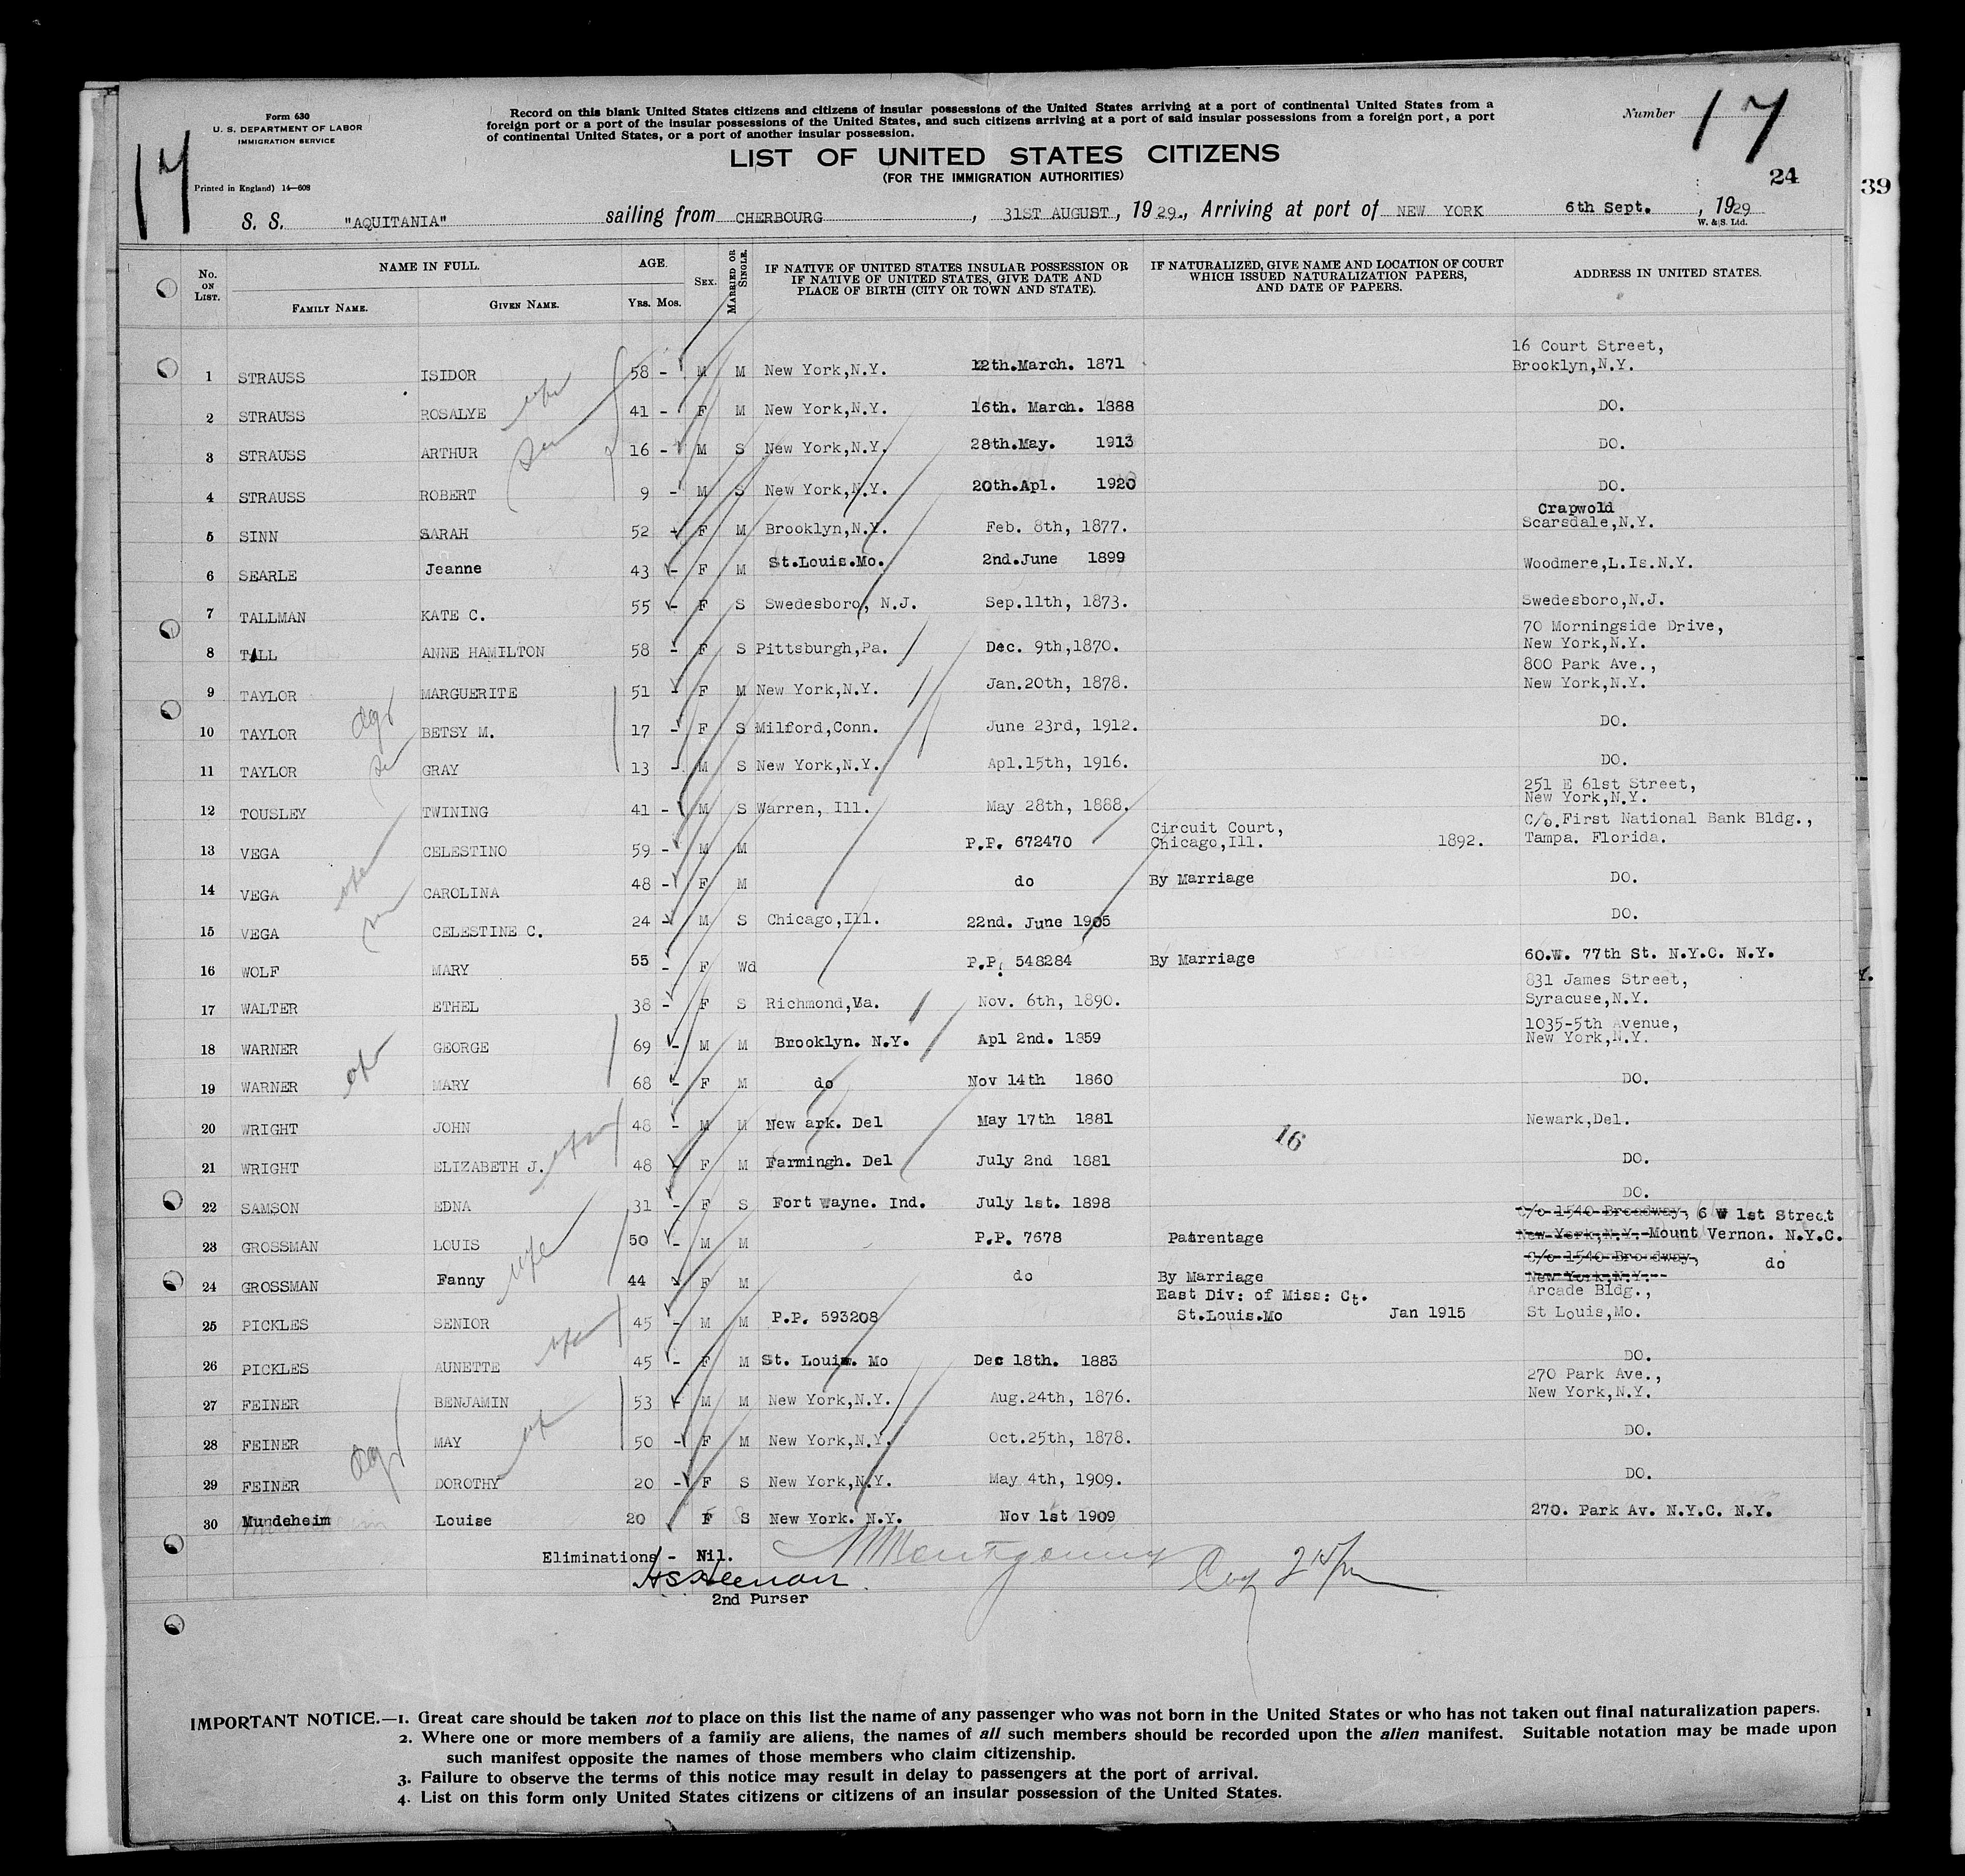 Form 630
U. S. DEPARTMENT OF LABOR
IMMIGRATION SERVICE
Printed in England) 14—608
Record on this blank United States citizens and citizens of insular possessions of the United States arriving at a port of continental United States from a
foreign port or a port of the insular possessions of the United States, and such citizens arriving at a port of said insular possessions from a foreign port, a port
of continental United States, or a port of another insular possession.
Number 17
17
LIST OF UNITED STATES CITIZENS
(FOR THE IMMIGRATION AUTHORITIES)
24
39
S. S. "AQUITANIA" sailing from CHERBOURG , 31ST AUGUST, 1929., Arriving at port of NEW YORK 6th Sept. , 1929
W. & S. Ltd.
No. ON LIST. NAME IN FULL. FAMILY NAME. GIVEN NAME. AGE. YRS. MOS. SEX. MARRIED OR SINGLE. IF NATIVE OF UNITED STATES INSULAR POSSESSION OR IF NATIVE OF UNITED STATES, GIVE DATE AND PLACE OF BIRTH (CITY OR TOWN AND STATE). IF NATURALIZED, GIVE NAME AND LOCATION OF COURT WHICH ISSUED NATURALIZATION PAPERS, AND DATE OF PAPERS. ADDRESS IN UNITED STATES.
1 STRAUSS ISIDOR 58 - M M New York,N.Y. 12th.March. 1871 16 Court Street, Brooklyn,N.Y.
2 STRAUSS ROSALYE wife 41 - F M New York,N.Y. 16th. March. 1888 DO.
3 STRAUSS ARTHUR 16 - M S New York,N.Y. 28th.May. 1913 DO.
4 STRAUSS ROBERT 9 - M S New York,N.Y. 20th.Apl. 1920 DO.
5 SINN SARAH 52 - F M Brooklyn,N.Y. Feb. 8th, 1877. Crapwold Scarsdale,N.Y.
6 SEARLE Jeanne 43 - F M St.Louis.Mo. 2nd.June 1899 Woodmere,L.Is.N.Y.
7 TALLMAN KATE C. 55 - F S Swedesboro, N.J. Sep.11th, 1873. Swedesboro,N.J.
8 TALL ANNE HAMILTON 58 - F S Pittsburgh,Pa. Dec. 9th,1870. 70 Morningside Drive, New York,N.Y.
9 TAYLOR MARGUERITE 51 - F M New York,N.Y. Jan.20th, 1878. 800 Park Ave., New York,N.Y.
10 TAYLOR BETSY M. 17 - F S Milford,Conn. June 23rd, 1912. DO.
11 TAYLOR GRAY 13 - M S New York,N.Y. Apl.15th, 1916. DO.
12 TOUSLEY TWINING 41 - M S Warren, Ill. May 28th, 1888. 251 E 61st Street, New York,N.Y.
13 VEGA CELESTINO 59 - M M P.P. 672470 Circuit Court, Chicago,Ill. 1892. C/o.First National Bank Bldg., Tampa. Florida.
14 VEGA CAROLINA 48 - F M do By Marriage DO.
15 VEGA CELESTINE C. 24 - M S Chicago,Ill. 22nd. June 1905 DO.
16 WOLF MARY 55 - F Wd P.P. 548284 By Marriage 60.W. 77th St. N.Y.C. N.Y.
17 WALTER ETHEL 38 - F S Richmond,Va. Nov. 6th, 1890. 831 James Street, Syracuse,N.Y.
18 WARNER GEORGE 69 - M M Brooklyn. N.Y. Apl 2nd. 1859 1035-5th Avenue, New York,N.Y.
19 WARNER MARY 68 - F M do Nov 14th 1860 DO.
20 WRIGHT JOHN 48 - M M New ark. Del May 17th 1881 Newark,Del.
16
21 WRIGHT ELIZABETH J. 48 - F M Farmingh. Del July 2nd 1881 DO.
22 SAMSON EDNA 31 - F S Fort Wayne. Ind. July 1st. 1898 DO.
23 GROSSMAN LOUIS 50 - M M P.P. 7678 Patrentage C/o 1540 Broadway, 6 W 1st Street New York,N.Y. Mount Vernon. N.Y.C.
24 GROSSMAN Fanny wife 44 F M do By Marriage C/o 1540 Broadway, New York,N.Y. do
25 PICKLES SENIOR 45 - M M P.P. 593208 East Div: of Miss: Ct. St.Louis.Mo Jan 1915 Arcade Bldg., St Louis,Mo.
26 PICKLES AUNETTE 45 - F M St. Louis. Mo Dec 18th. 1883 DO.
27 FEINER BENJAMIN 53 - M M New York,N.Y. Aug.24th, 1876. 270 Park Ave., New York,N.Y.
28 FEINER MAY 50 - F M New York,N.Y. Oct.25th, 1878. DO.
29 FEINER DOROTHY 20 - F S New York,N.Y. May 4th, 1909. DO.
30 Mundeheim Louise 20 F S New York. N.Y. Nov 1st 1909 270. Park Av. N.Y.C. N.Y.
Eliminations - Nil.
2nd Purser
IMPORTANT NOTICE.—1. Great care should be taken not to place on this list the name of any passenger who was not born in the United States or who has not taken out final naturalization papers.
2. Where one or more members of a family are aliens, the names of all such members should be recorded upon the alien manifest. Suitable notation may be made upon
such manifest opposite the names of those members who claim citizenship.
3. Failure to observe the terms of this notice may result in delay to passengers at the port of arrival.
4. List on this form only United States citizens or citizens of an insular possession of the United States.